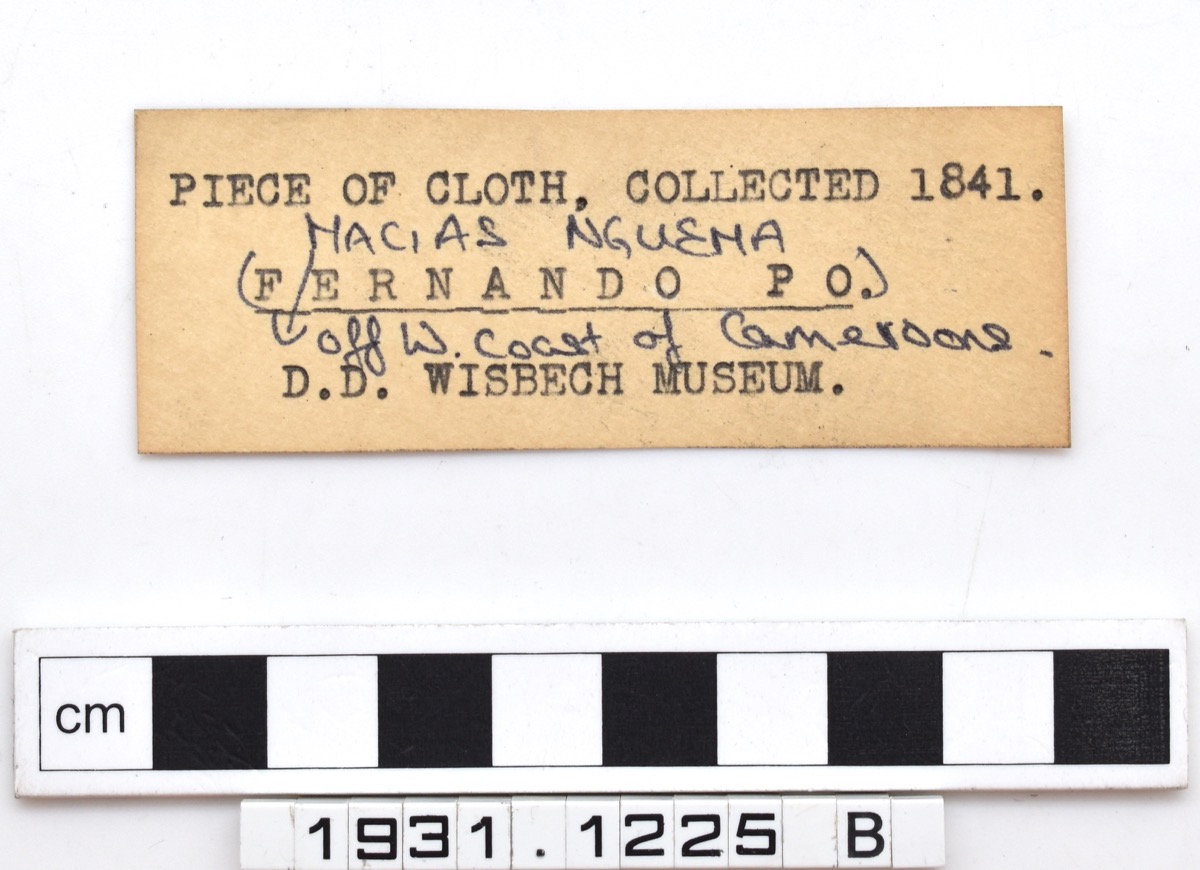 PIECE OF CLOTH, COLLECTED 1841.
MACIAS NGUEMA
(FERNANDO PO.)
off W. Coast of Cameroons.
D.D. WISBECH MUSEUM.
cm
1931.1225 B